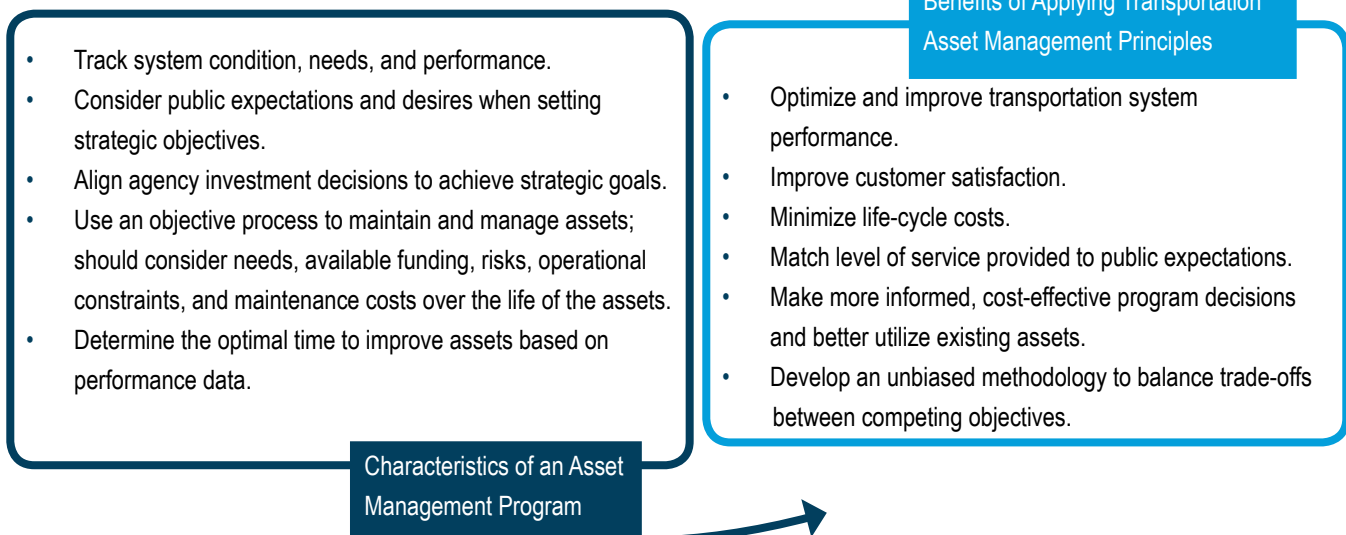 • Track system condition, needs, and performance.
• Consider public expectations and desires when setting
strategic objectives.
• Align agency investment decisions to achieve strategic goals.
• Use an objective process to maintain and manage assets;
should consider needs, available funding, risks, operational
constraints, and maintenance costs over the life of the assets.
• Determine the optimal time to improve assets based on
performance data.
Characteristics of an Asset
Management Program
Benefits of Applying Transportation
Asset Management Principles
• Optimize and improve transportation system
performance.
• Improve customer satisfaction.
• Minimize life-cycle costs.
• Match level of service provided to public expectations.
• Make more informed, cost-effective program decisions
and better utilize existing assets.
• Develop an unbiased methodology to balance trade-offs
between competing objectives.